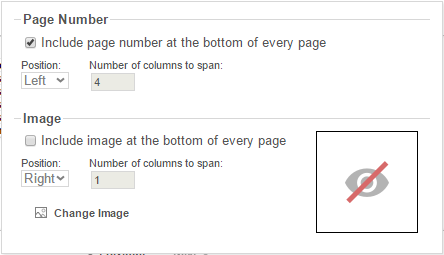 Page Number
Include page number at the bottom of every page
Position: Number of columns to span:
Left 4
Image
Include image at the bottom of every page
Position: Number of columns to span:
Right 1
Change Image